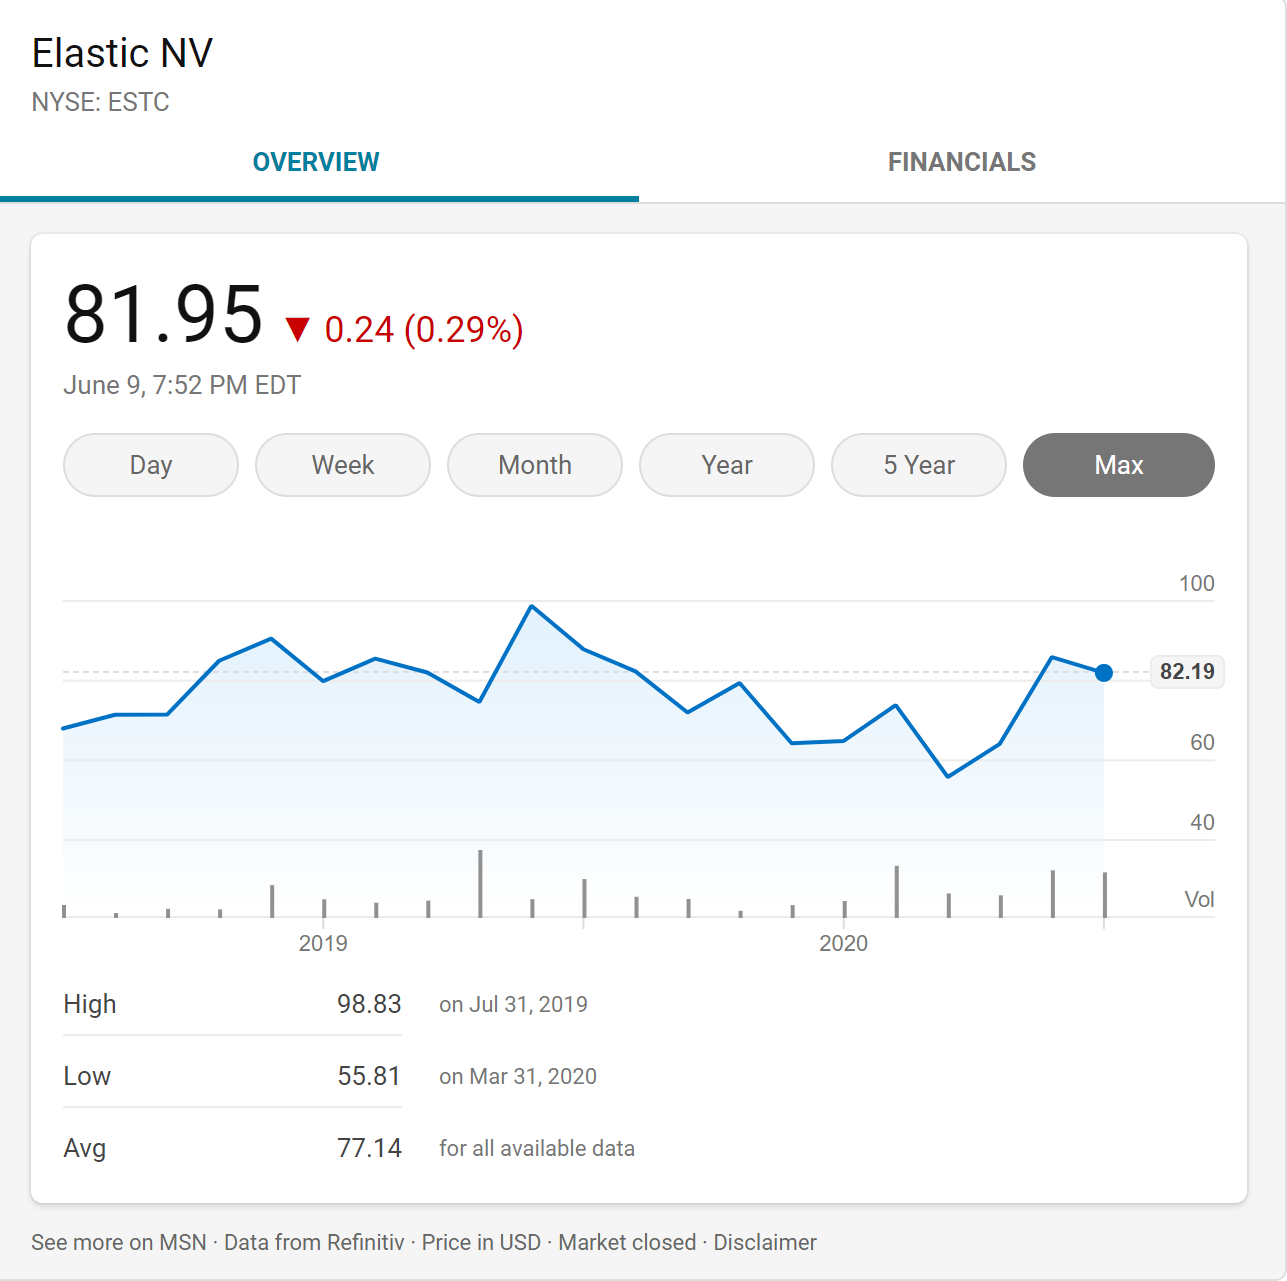 Elastic NV
NYSE: ESTC
OVERVIEW
FINANCIALS
81.95 ▼ 0.24 (0.29%)
June 9, 7:52 PM EDT
Day
Week
Month
Year
5 Year
Max
100
82.19
60
40
Vol
2019
2020
High 98.83 on Jul 31, 2019
Low 55.81 on Mar 31, 2020
Avg 77.14 for all available data
See more on MSN · Data from Refinitiv · Price in USD · Market closed · Disclaimer